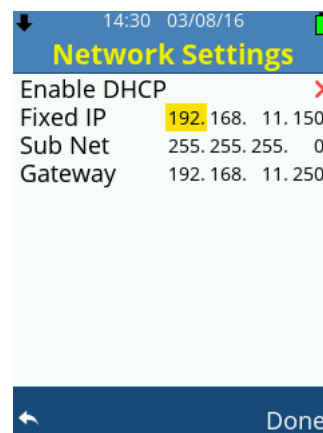 14:30 03/08/16
Network Settings
Enable DHCP
Fixed IP 192. 168. 11. 150
Sub Net 255. 255. 255. 0
Gateway 192. 168. 11. 250
Done